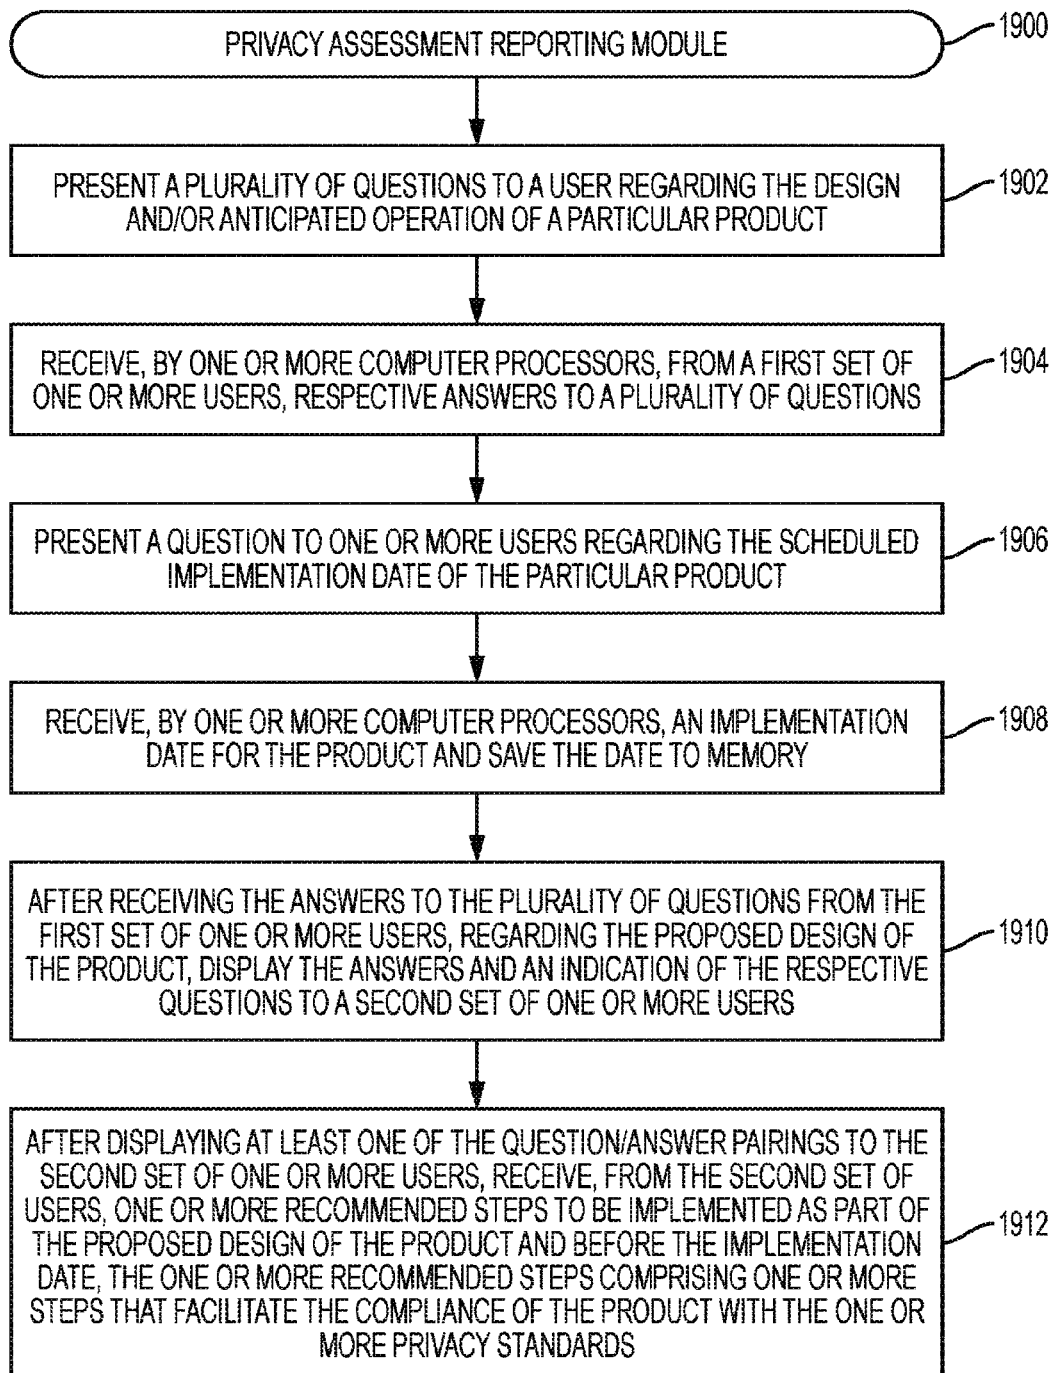 PRIVACY ASSESSMENT REPORTING MODULE
1900
PRESENT A PLURALITY OF QUESTIONS TO A USER REGARDING THE DESIGN
AND/OR ANTICIPATED OPERATION OF A PARTICULAR PRODUCT
1902
RECEIVE, BY ONE OR MORE COMPUTER PROCESSORS, FROM A FIRST SET OF
ONE OR MORE USERS, RESPECTIVE ANSWERS TO A PLURALITY OF QUESTIONS
1904
PRESENT A QUESTION TO ONE OR MORE USERS REGARDING THE SCHEDULED
IMPLEMENTATION DATE OF THE PARTICULAR PRODUCT
1906
RECEIVE, BY ONE OR MORE COMPUTER PROCESSORS, AN IMPLEMENTATION
DATE FOR THE PRODUCT AND SAVE THE DATE TO MEMORY
1908
AFTER RECEIVING THE ANSWERS TO THE PLURALITY OF QUESTIONS FROM THE
FIRST SET OF ONE OR MORE USERS, REGARDING THE PROPOSED DESIGN OF
THE PRODUCT, DISPLAY THE ANSWERS AND AN INDICATION OF THE RESPECTIVE
QUESTIONS TO A SECOND SET OF ONE OR MORE USERS
1910
AFTER DISPLAYING AT LEAST ONE OF THE QUESTION/ANSWER PAIRINGS TO THE
SECOND SET OF ONE OR MORE USERS, RECEIVE, FROM THE SECOND SET OF
USERS, ONE OR MORE RECOMMENDED STEPS TO BE IMPLEMENTED AS PART OF
THE PROPOSED DESIGN OF THE PRODUCT AND BEFORE THE IMPLEMENTATION
DATE, THE ONE OR MORE RECOMMENDED STEPS COMPRISING ONE OR MORE
STEPS THAT FACILITATE THE COMPLIANCE OF THE PRODUCT WITH THE ONE OR
MORE PRIVACY STANDARDS
1912